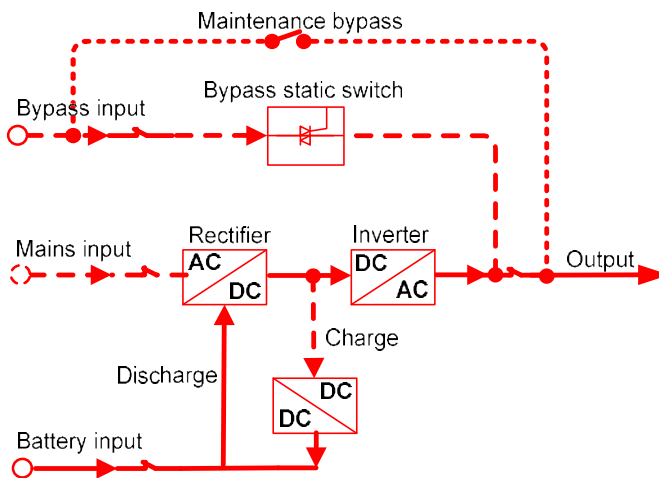 Maintenance bypass
Bypass input
Bypass static switch
Mains input
Rectifier
Inverter
AC
DC
DC
AC
Output
Charge
Discharge
DC
DC
Battery input